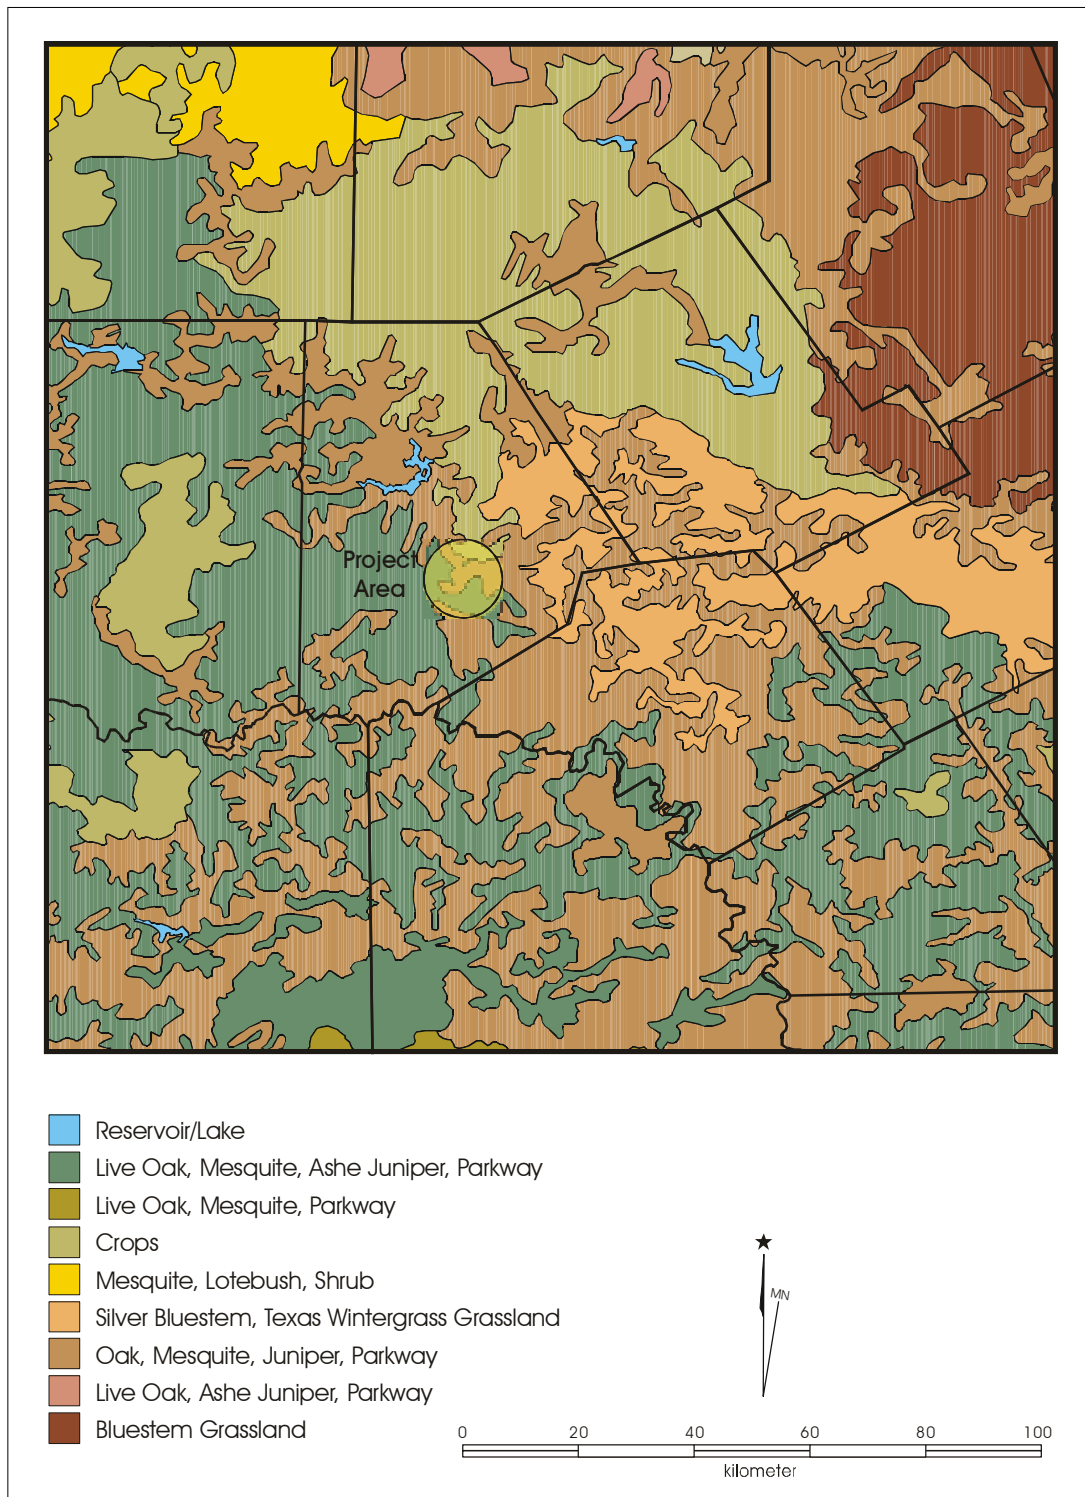 Project
Area
Reservoir/Lake
Live Oak, Mesquite, Ashe Juniper, Parkway
Live Oak, Mesquite, Parkway
Crops
Mesquite, Lotebush, Shrub
Silver Bluestem, Texas Wintergrass Grassland
Oak, Mesquite, Juniper, Parkway
Live Oak, Ashe Juniper, Parkway
Bluestem Grassland
MN
0 20 40 60 80 100
kilometer